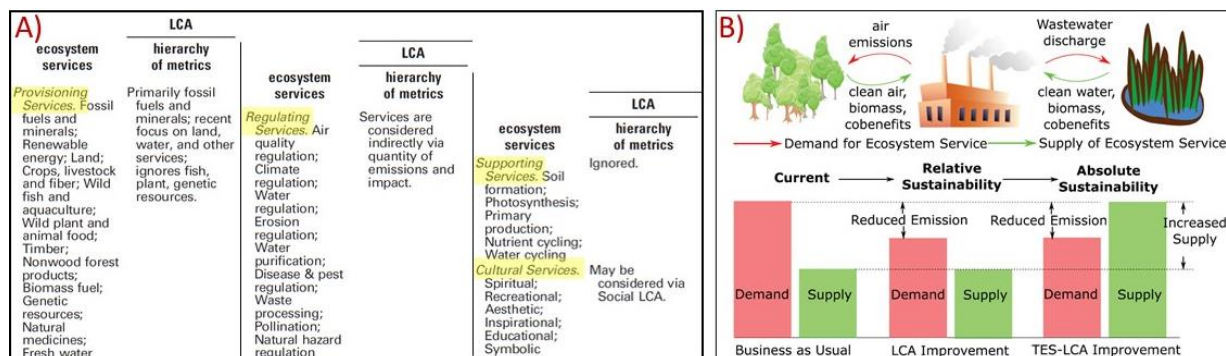 A)
LCA
ecosystem
services
hierarchy
of metrics
Provisioning
Services. Fossil
fuels and
minerals;
Renewable
energy; Land;
Crops, livestock
and fiber; Wild
fish and
aquaculture;
Wild plant and
animal food;
Timber;
Nonwood forest
products;
Biomass fuel;
Genetic
resources;
Natural
medicines;
Fresh water
Primarily fossil
fuels and
minerals; recent
focus on land,
water, and other
services;
ignores fish,
plant, genetic
resources.
LCA
ecosystem
services
hierarchy
of metrics
Regulating
Services. Air
quality
regulation;
Climate
regulation;
Water
regulation;
Erosion
regulation;
Water
purification;
Disease & pest
regulation;
Waste
processing;
Pollination;
Natural hazard
regulation
Services are
considered
indirectly via
quantity of
emissions and
impact.
LCA
ecosystem
services
hierarchy
of metrics
Supporting
Services. Soil
formation;
Photosynthesis;
Primary
production;
Nutrient cycling;
Water cycling
Ignored.
Cultural Services.
Spiritual;
Recreational;
Aesthetic;
Inspirational;
Educational;
Symbolic
May be
considered via
Social LCA.
B)
air
emissions
clean air,
biomass,
cobenefits
Wastewater
discharge
clean water,
biomass,
cobenefits
Demand for Ecosystem Service
Supply of Ecosystem Service
Current
Relative
Sustainability
Absolute
Sustainability
Reduced Emission
Reduced Emission
Increased
Supply
Demand
Supply
Demand
Supply
Demand
Supply
Business as Usual
LCA Improvement
TES-LCA Improvement